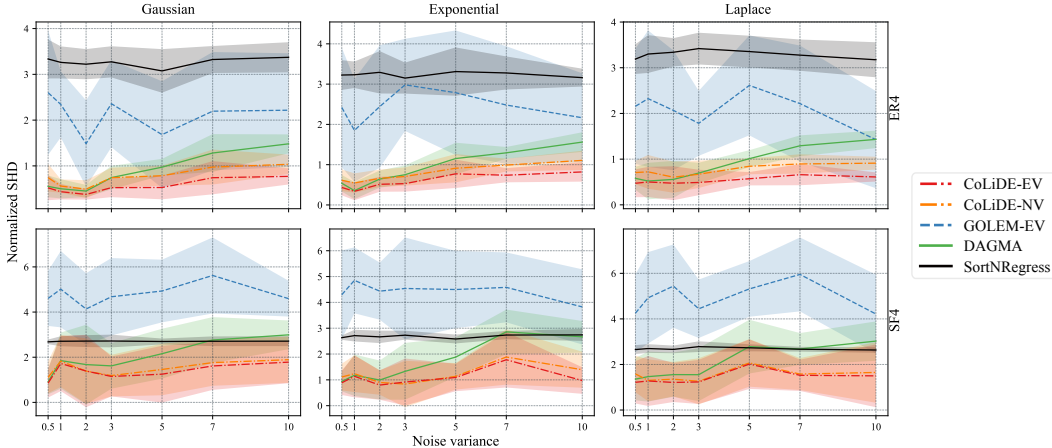 Gaussian
Exponential
Laplace
4
3
2
1
4
3
2
1
0
4
3
2
1
0
Normalized SHD
ER4
CoLiDE-EV
CoLiDE-NV
GOLEM-EV
DAGMA
SortNRegress
6
4
2
0
6
5
4
3
2
1
0
6
4
2
0
SF4
0.5 1 2 3 5 7 10
0.5 1 2 3 5 7 10
0.5 1 2 3 5 7 10
Noise variance